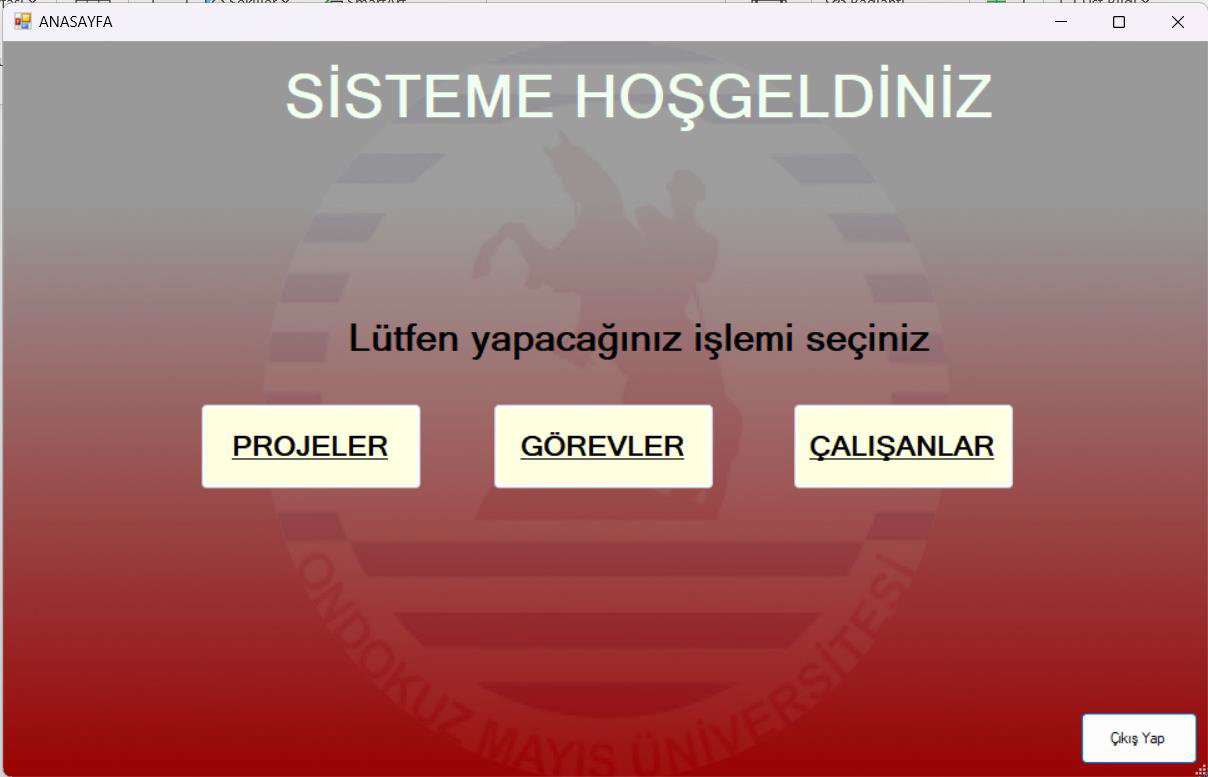 ANASAYFA
SİSTEME HOŞGELDİNİZ
Lütfen yapacağınız işlemi seçiniz
PROJELER
GÖREVLER
ÇALIŞANLAR
ONDOKUZ MAYIS ÜNİVERSİTESİ
Çıkış Yap